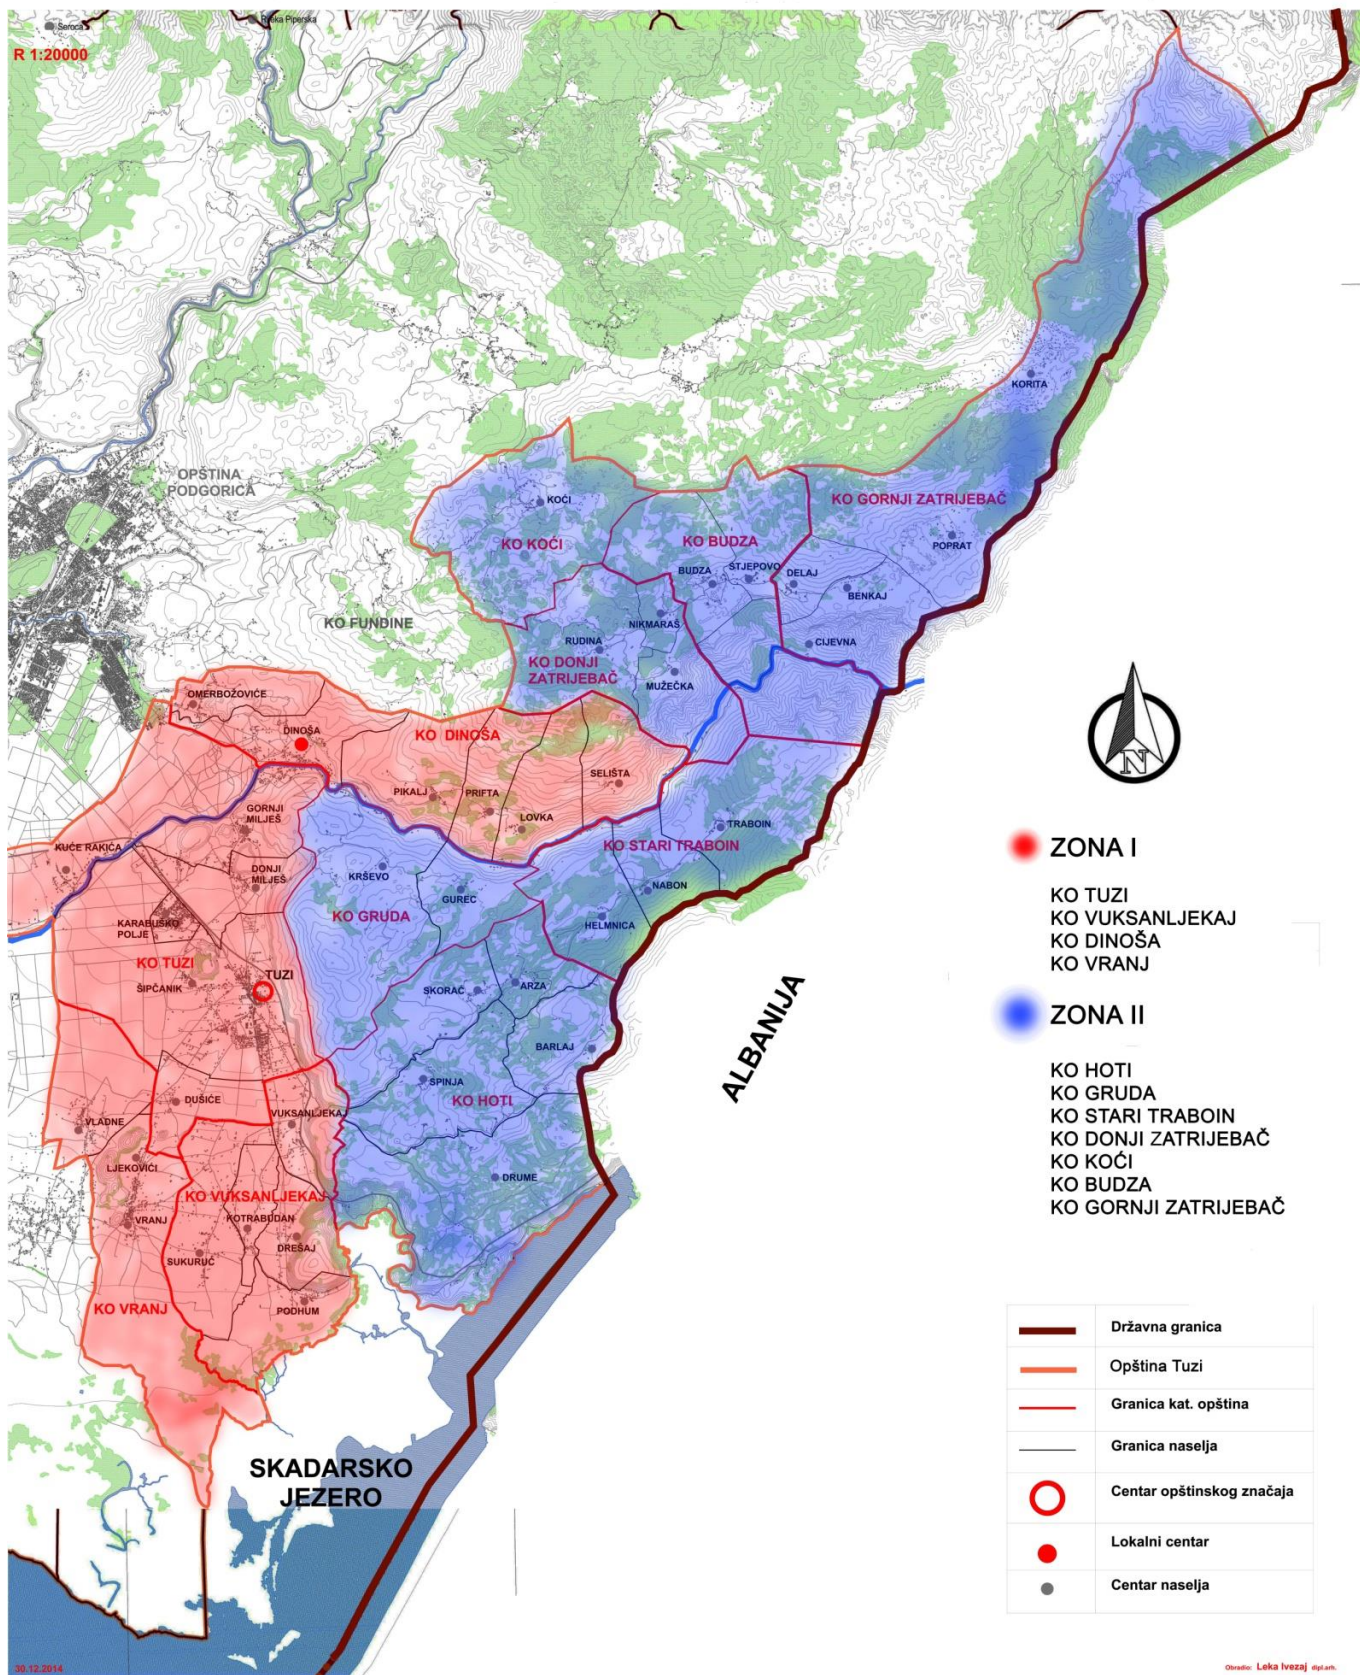 Seroca
Rijeka Piperska
R 1:20000
KORITA
OPŠTINA
PODGORICA
KO GORNJI ZATRIJEBAČ
KOĆI
KO KOĆI
KO BUDZA
POPRAT
BUDZA
ŠTJEPOVO
DELAJ
BENKAJ
KO FUNDINE
NIKMARAŠ
RUDINA
CIJEVNA
KO DONJI
ZATRIJEBAČ
MUŽEČKA
OMERBOŽOVIĆE
DINOŠA
KO DINOŠA
SELIŠTA
PIKALJ
PRIFTA
LOVKA
GORNJI
MILJEŠ
TRABOIN
KO STARI TRABOIN
KUĆE RAKIĆA
DONJI
MILJEŠ
KRŠEVO
GUREC
NABON
KO GRUDA
HELMNICA
KARABUŠKO
POLJE
KO TUZI
TUZI
ŠIPČANIK
SKORAĆ
ARZA
BARLAJ
SPINJA
KO HOTI
DUŠIĆE
VUKSANLJEKAJ
VLADNE
LJEKOVIĆI
DRUME
KO VUKSANLJEKAJ
VRANJ
KOTRABUDAN
DREŠAJ
SUKURUĆ
KO VRANJ
PODHUM
SKADARSKO
JEZERO
ALBANIJA
N
ZONA I
KO TUZI
KO VUKSANLJEKAJ
KO DINOŠA
KO VRANJ
ZONA II
KO HOTI
KO GRUDA
KO STARI TRABOIN
KO DONJI ZATRIJEBAČ
KO KOĆI
KO BUDZA
KO GORNJI ZATRIJEBAČ
Državna granica
Opština Tuzi
Granica kat. opština
Granica naselja
Centar opštinskog značaja
Lokalni centar
Centar naselja
30.12.2014
Obradio: Leka Ivezaj dipl.arh.